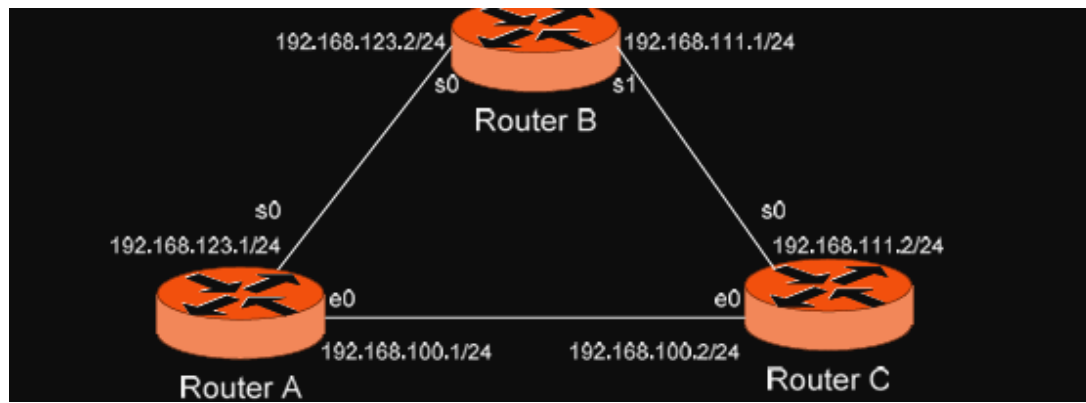 192.168.123.2/24
192.168.111.1/24
s0
s1
Router B
s0
s0
192.168.123.1/24
192.168.111.2/24
e0
e0
192.168.100.1/24
192.168.100.2/24
Router A
Router C